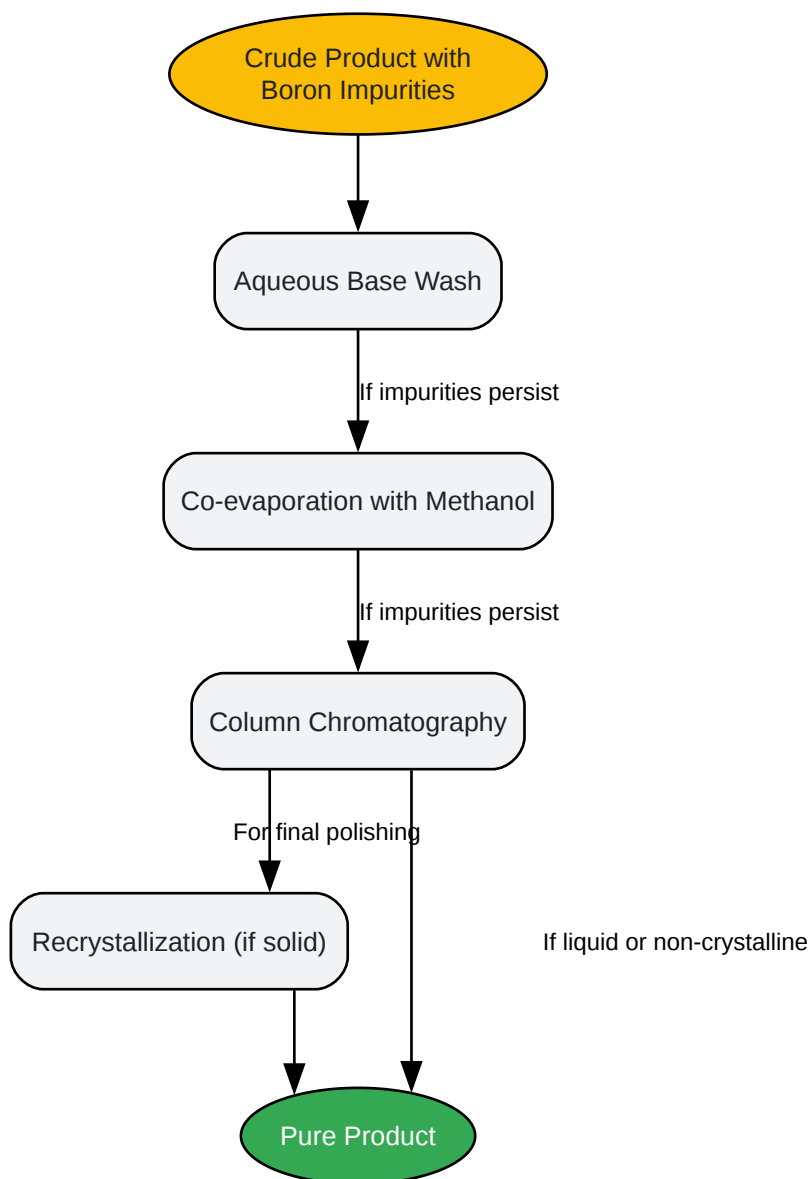 Crude Product with
Boron Impurities
Aqueous Base Wash
If impurities persist
Co-evaporation with Methanol
If impurities persist
Column Chromatography
For final polishing
Recrystallization (if solid)
If liquid or non-crystalline
Pure Product